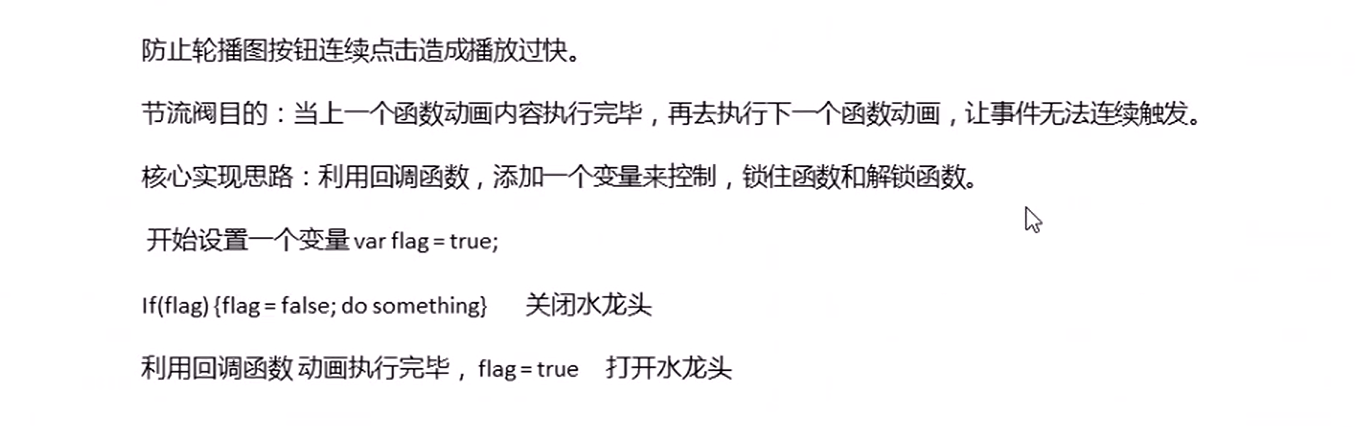 防止轮播图按钮连续点击造成播放过快。
节流阀目的：当上一个函数动画内容执行完毕，再去执行下一个函数动画，让事件无法连续触发。
核心实现思路：利用回调函数，添加一个变量来控制，锁住函数和解锁函数。
开始设置一个变量 var flag = true;
If(flag) {flag = false; do something} 关闭水龙头
利用回调函数 动画执行完毕， flag = true 打开水龙头